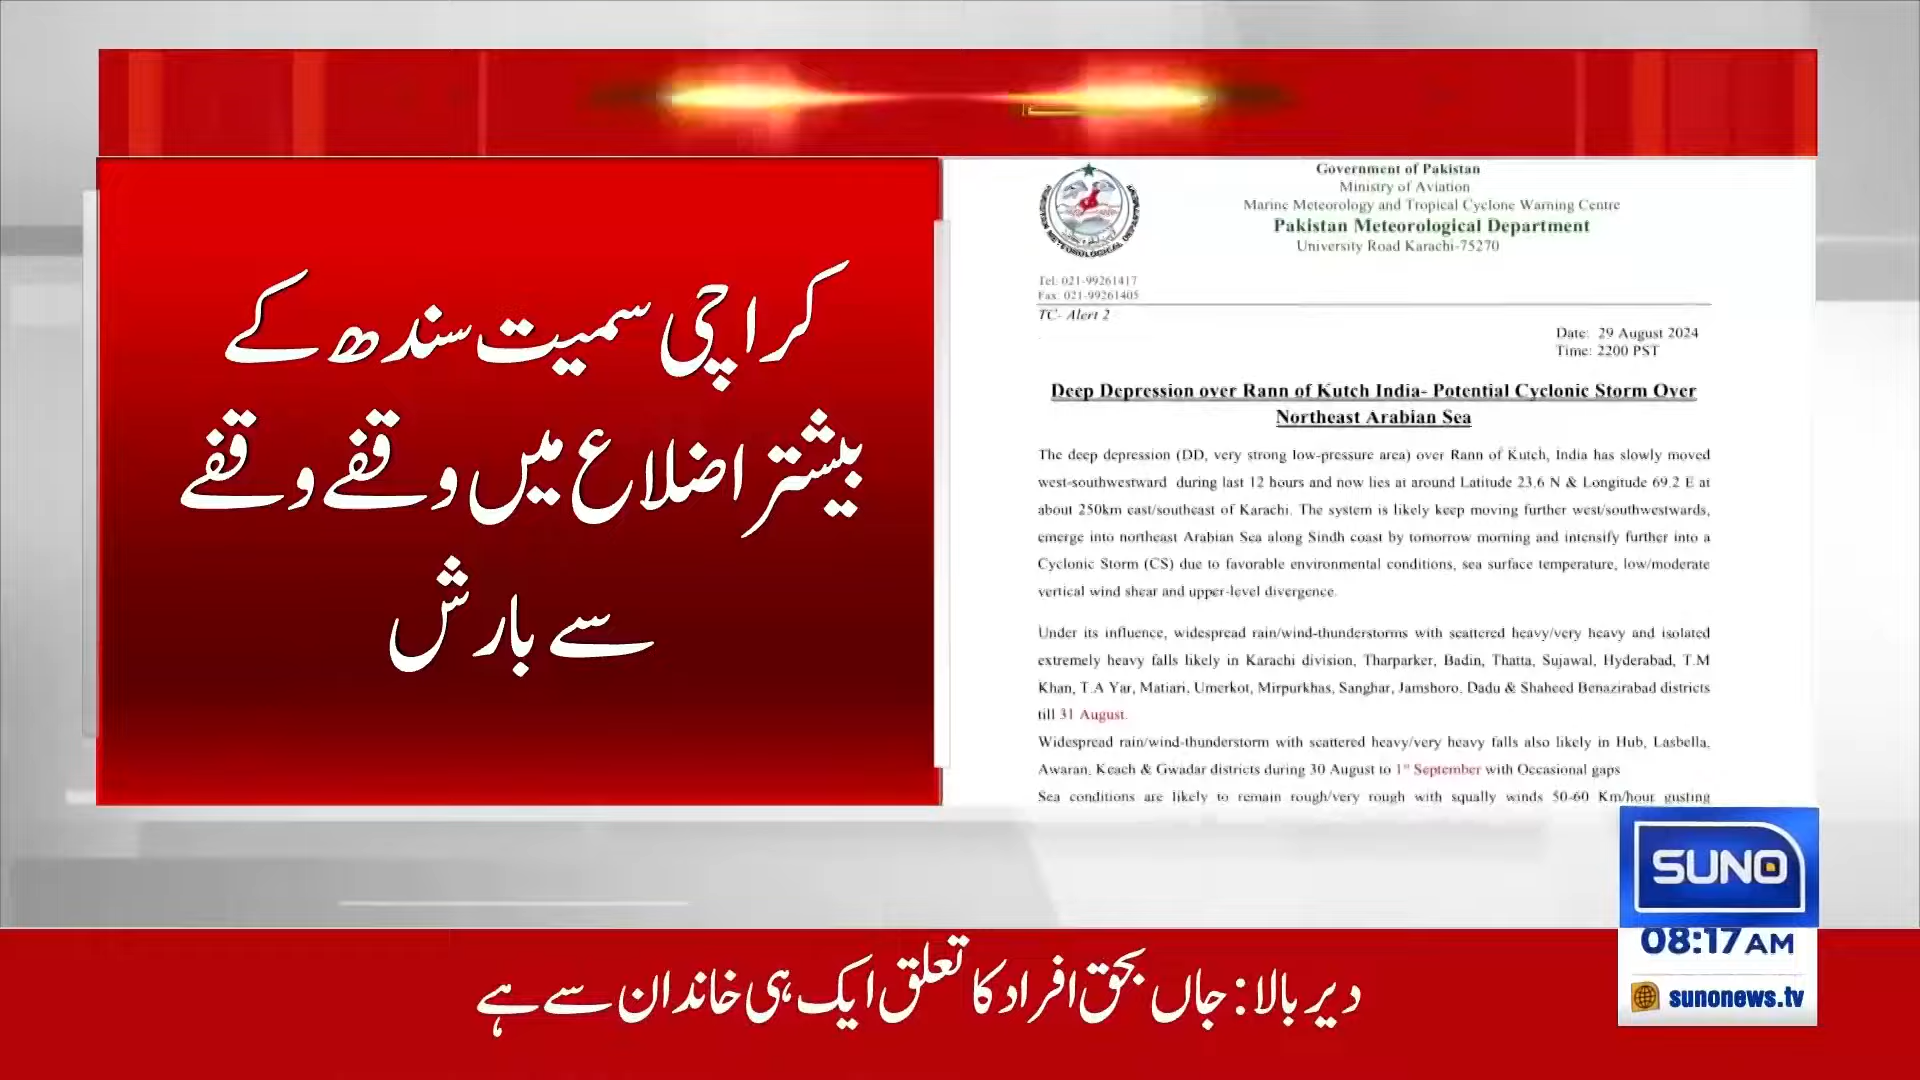 کراچی سمیت سندھ کے
بیشتر اضلاع میں وقفے وقفے
سے بارش
Government of Pakistan
Ministry of Aviation
Marine Meteorology and Tropical Cyclone Warning Centre
Pakistan Meteorological Department
University Road Karachi-75270
Tel: 021-99261417
Fax: 021-99261405
TC- Alert 2
Date: 29 August 2024
Time: 2200 PST
Deep Depression over Rann of Kutch India- Potential Cyclonic Storm Over
Northeast Arabian Sea
The deep depression (DD, very strong low-pressure area) over Rann of Kutch, India has slowly moved
west-southwestward during last 12 hours and now lies at around Latitude 23.6 N & Longitude 69.2 E at
about 250km east/southeast of Karachi. The system is likely keep moving further west/southwestwards,
emerge into northeast Arabian Sea along Sindh coast by tomorrow morning and intensify further into a
Cyclonic Storm (CS) due to favorable environmental conditions, sea surface temperature, low/moderate
vertical wind shear and upper-level divergence.
Under its influence, widespread rain/wind-thunderstorms with scattered heavy/very heavy and isolated
extremely heavy falls likely in Karachi division, Tharparker, Badin, Thatta, Sujawal, Hyderabad, T.M
Khan, T.A Yar, Matiari, Umerkot, Mirpurkhas, Sanghar, Jamshoro, Dadu & Shaheed Benazirabad districts
till 31 August.
Widespread rain/wind-thunderstorm with scattered heavy/very heavy falls also likely in Hub, Lasbella,
Awaran, Keach & Gwadar districts during 30 August to 1st September with Occasional gaps
Sea conditions are likely to remain rough/very rough with squally winds 50-60 Km/hour gusting
SUNO
08:17AM
sunonews.tv
دیر بالا: جاں بحق افراد کا تعلق ایک ہی خاندان سے ہے